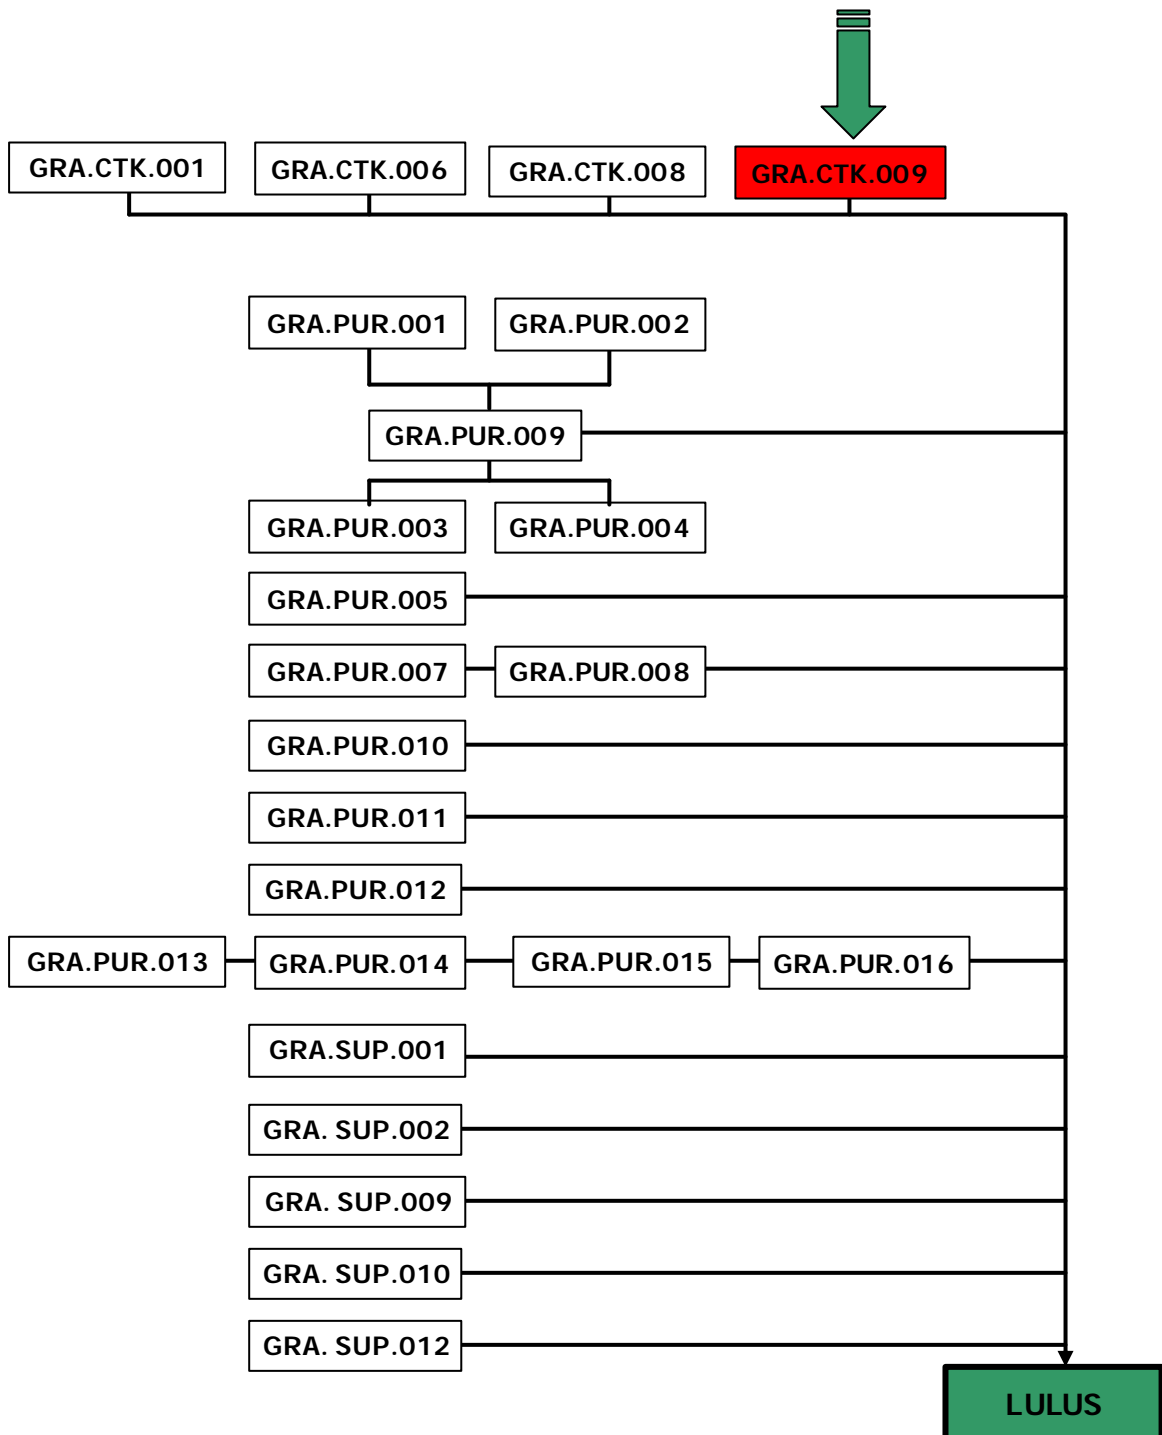 GRA.CTK.001 GRA.CTK.006 GRA.CTK.008 GRA.CTK.009
GRA.PUR.001 GRA.PUR.002
GRA.PUR.009
GRA.PUR.003 GRA.PUR.004
GRA.PUR.005
GRA.PUR.007 GRA.PUR.008
GRA.PUR.010
GRA.PUR.011
GRA.PUR.012
GRA.PUR.013 GRA.PUR.014 GRA.PUR.015 GRA.PUR.016
GRA.SUP.001
GRA. SUP.002
GRA. SUP.009
GRA. SUP.010
GRA. SUP.012
LULUS